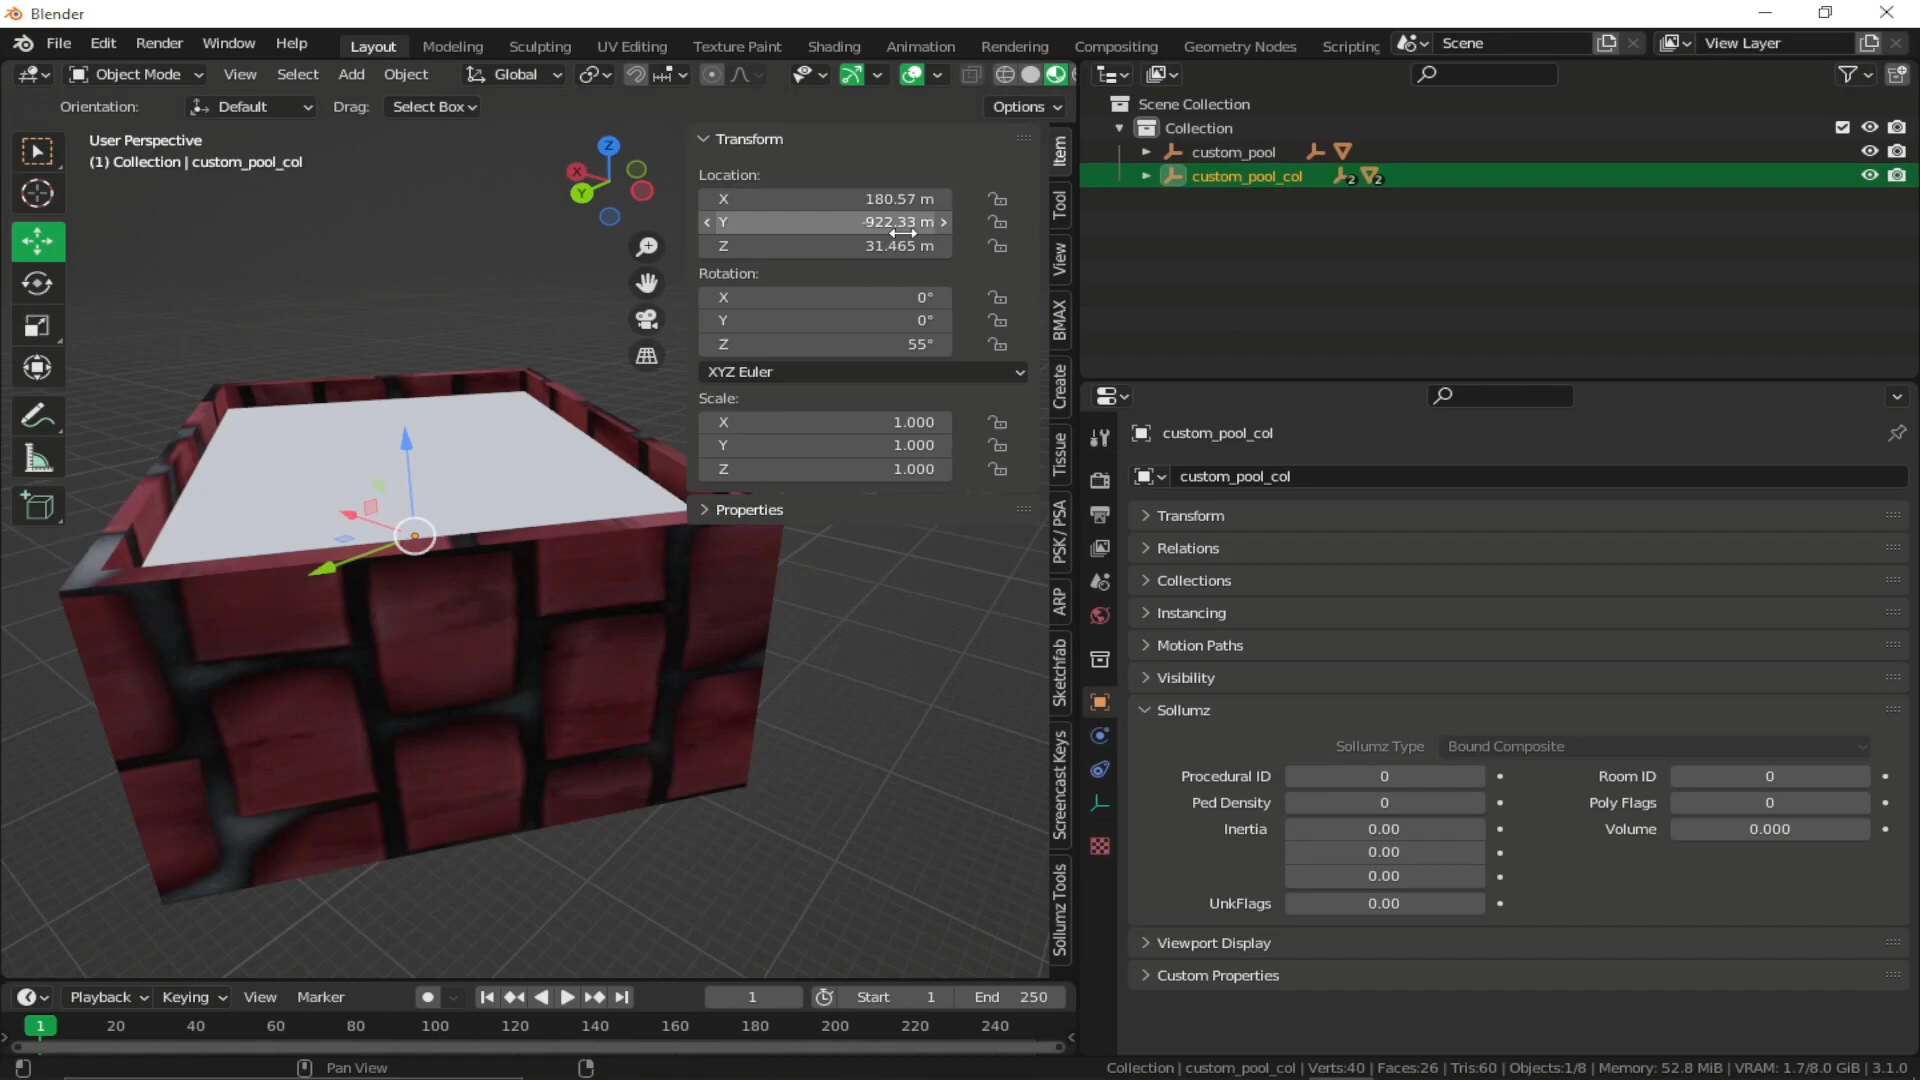 Blender
File Edit Render Window Help Layout Modeling Sculpting UV Editing Texture Paint Shading Animation Rendering Compositing Geometry Nodes Scripting Scene View Layer
Object Mode View Select Add Object Global
Orientation: Default Drag: Select Box Options
User Perspective
(1) Collection | custom_pool_col
Z
X
Y
Transform
Location:
X 180.57 m
Y -922.33 m
Z 31.465 m
Rotation:
X 0°
Y 0°
Z 55°
XYZ Euler
Scale:
X 1.000
Y 1.000
Z 1.000
Properties
Item
Tool
View
BMAX
Create
Tissue
PSK / PSA
ARP
Sketchfab
Screencast Keys
Sollumz Tools
Scene Collection
Collection
custom_pool
custom_pool_col 2 2
custom_pool_col
custom_pool_col
Transform
Relations
Collections
Instancing
Motion Paths
Visibility
Sollumz
Sollumz Type Bound Composite
Procedural ID 0 Room ID 0
Ped Density 0 Poly Flags 0
Inertia 0.00 Volume 0.000
0.00
0.00
UnkFlags 0.00
Viewport Display
Custom Properties
Playback Keying View Marker 1 Start 1 End 250
1 20 40 60 80 100 120 140 160 180 200 220 240
Pan View Collection | custom_pool_col | Verts:40 | Faces:26 | Tris:60 | Objects:1/8 | Memory: 52.8 MiB | VRAM: 1.7/8.0 GiB | 3.1.0